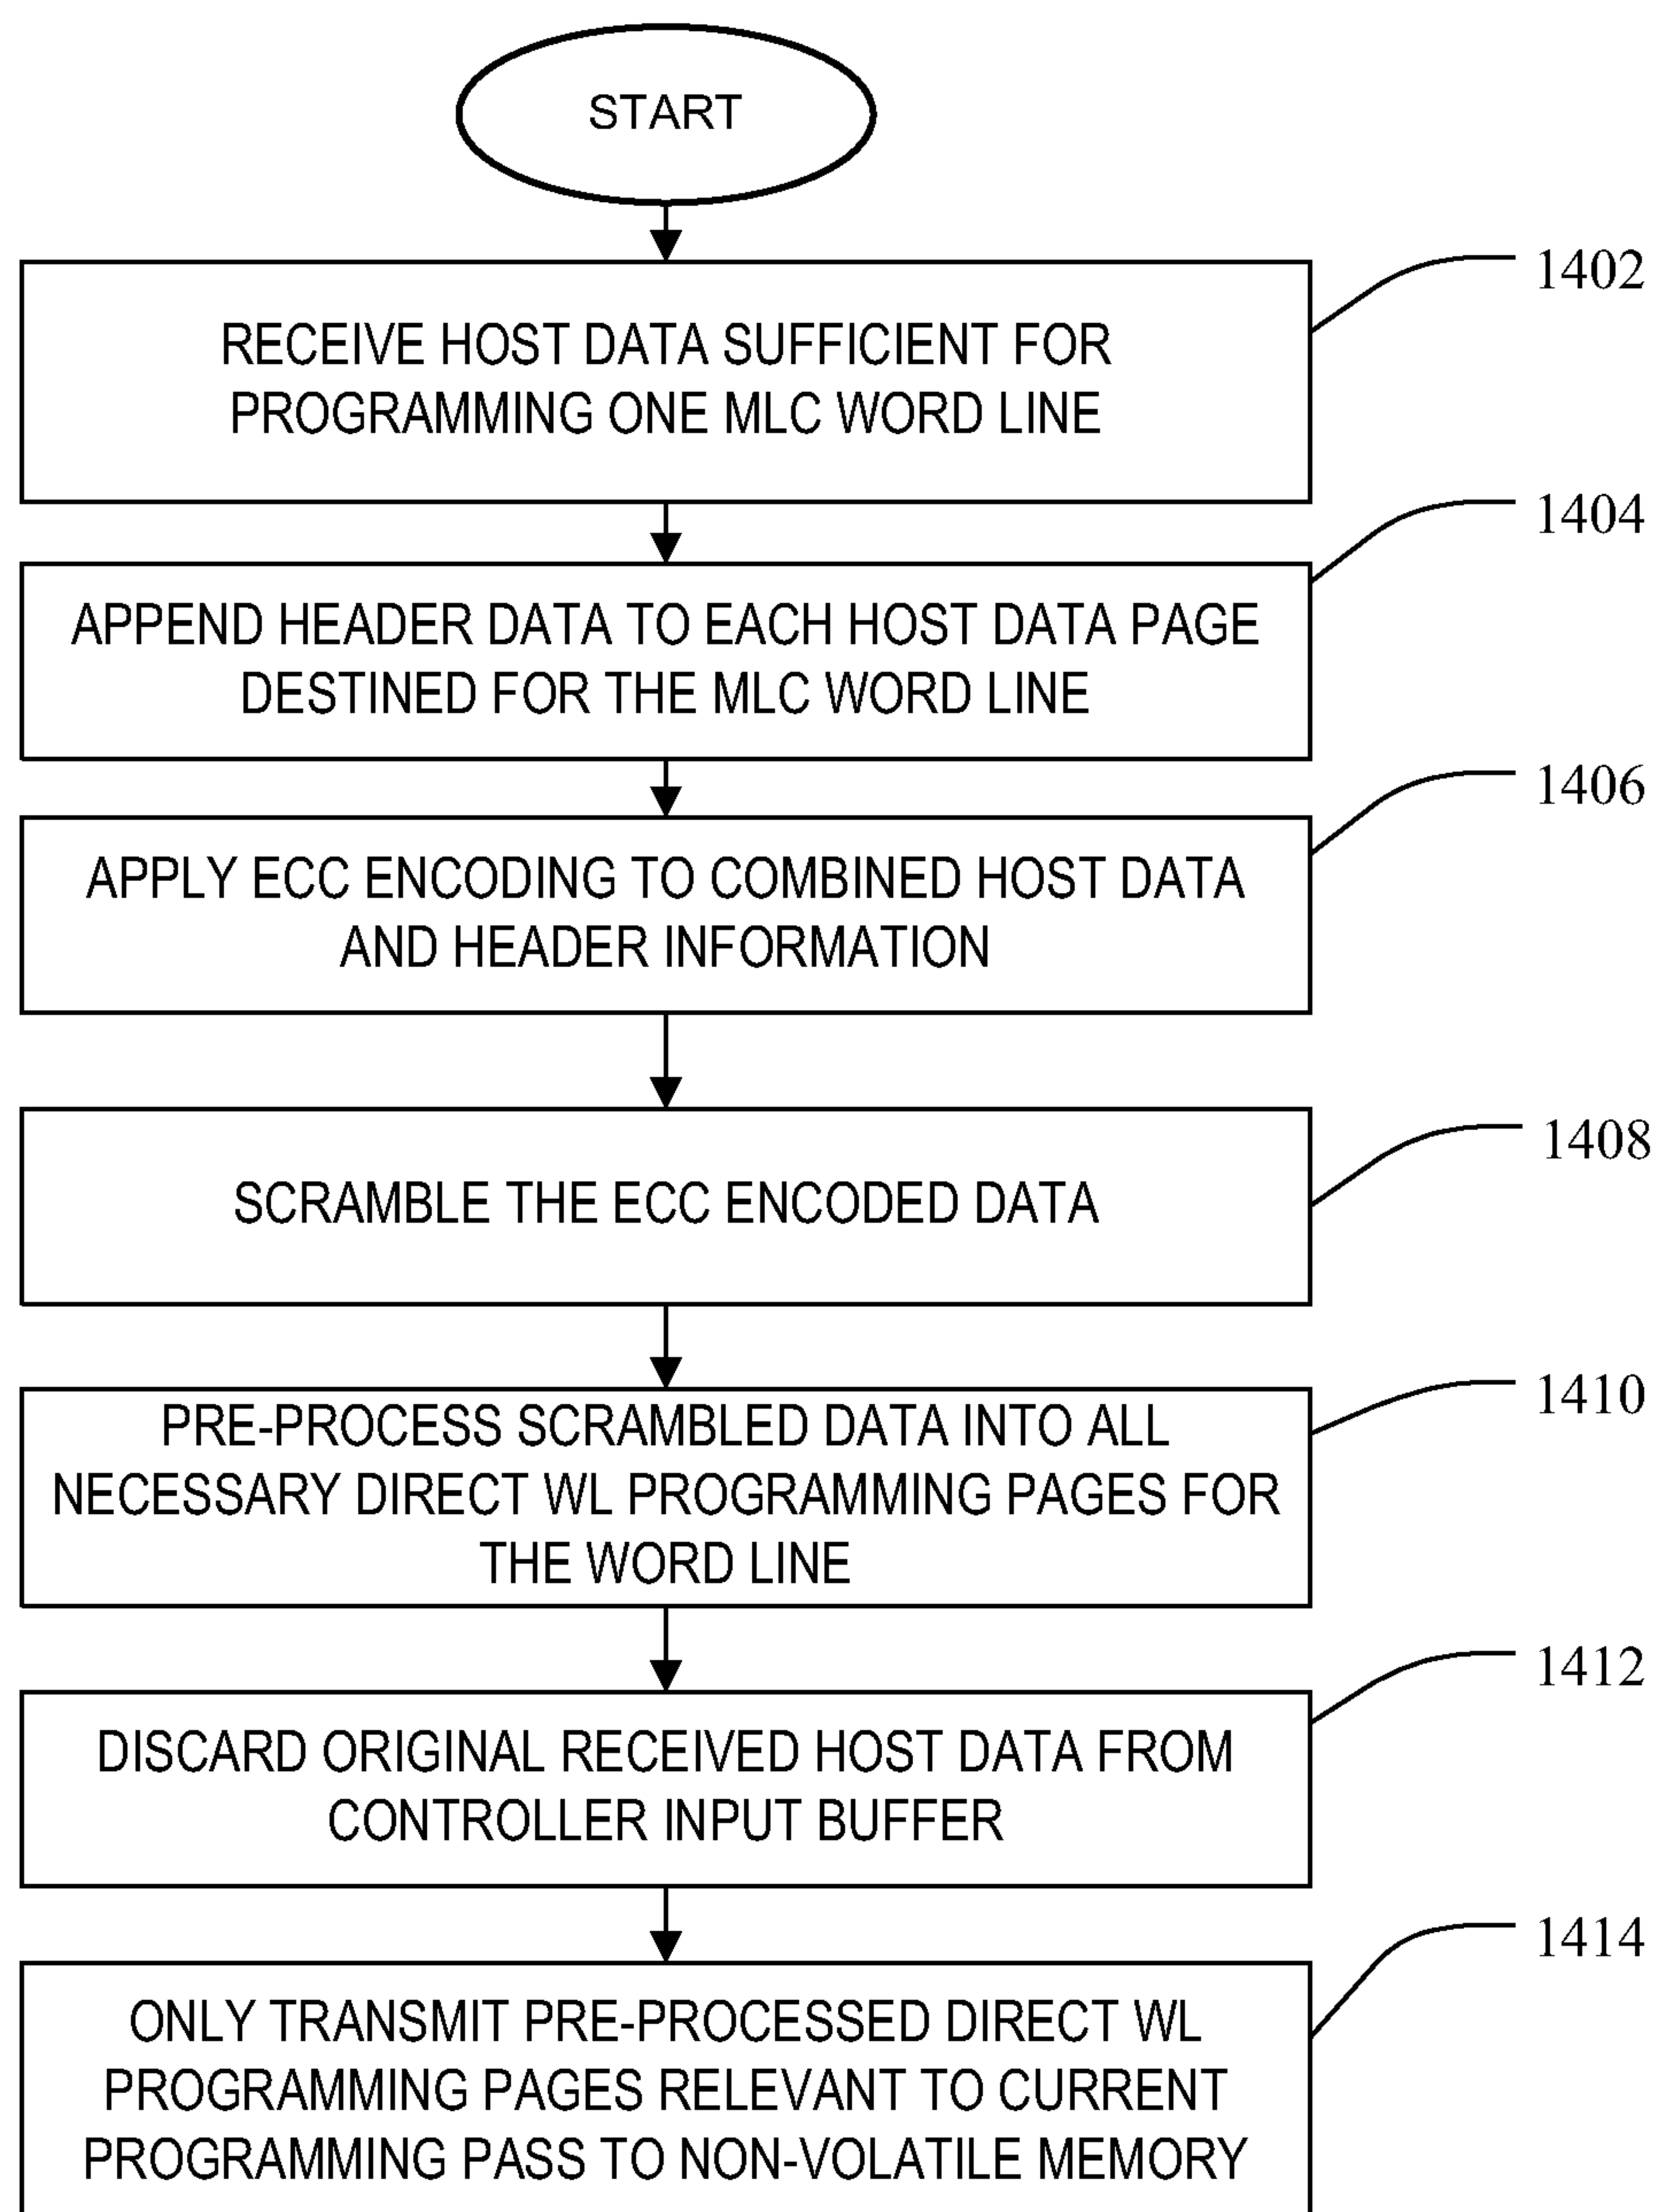 START
1402
RECEIVE HOST DATA SUFFICIENT FOR
PROGRAMMING ONE MLC WORD LINE
1404
APPEND HEADER DATA TO EACH HOST DATA PAGE
DESTINED FOR THE MLC WORD LINE
1406
APPLY ECC ENCODING TO COMBINED HOST DATA
AND HEADER INFORMATION
1408
SCRAMBLE THE ECC ENCODED DATA
1410
PRE-PROCESS SCRAMBLED DATA INTO ALL
NECESSARY DIRECT WL PROGRAMMING PAGES FOR
THE WORD LINE
1412
DISCARD ORIGINAL RECEIVED HOST DATA FROM
CONTROLLER INPUT BUFFER
1414
ONLY TRANSMIT PRE-PROCESSED DIRECT WL
PROGRAMMING PAGES RELEVANT TO CURRENT
PROGRAMMING PASS TO NON-VOLATILE MEMORY